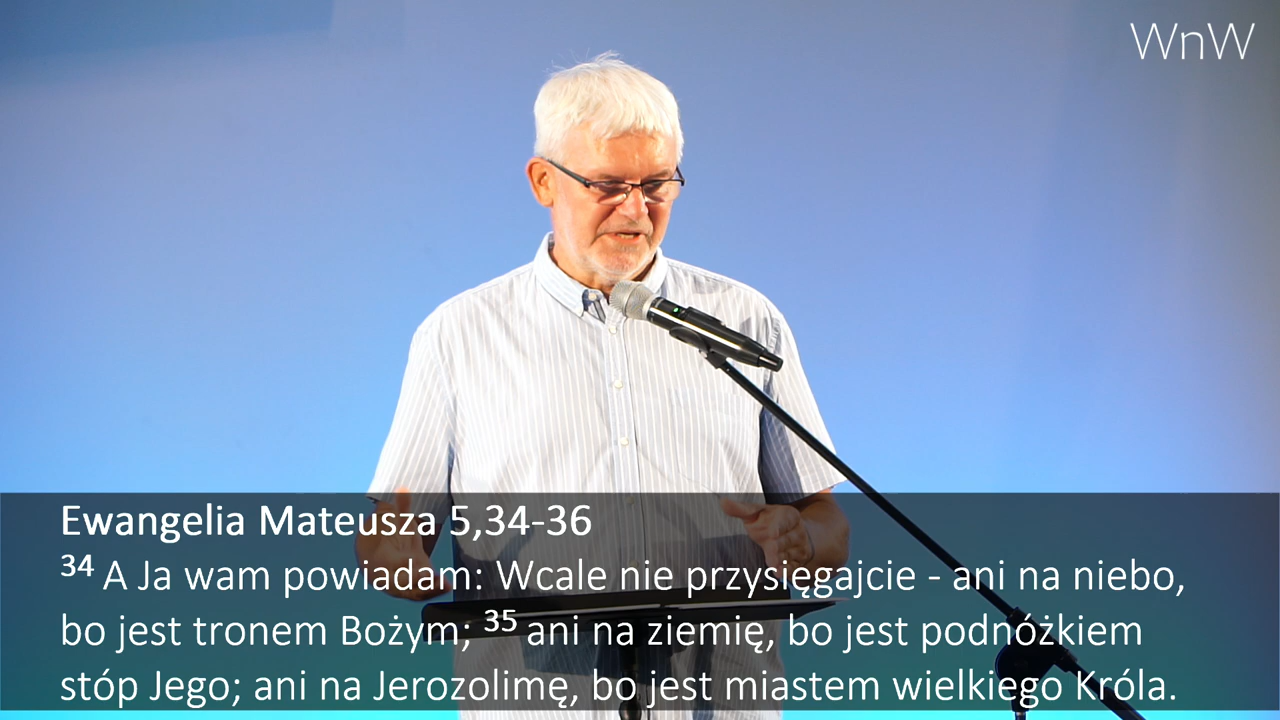 WnW
Ewangelia Mateusza 5,34-36
34 A Ja wam powiadam: Wcale nie przysięgajcie - ani na niebo,
bo jest tronem Bożym; 35 ani na ziemię, bo jest podnóżkiem
stóp Jego; ani na Jerozolimę, bo jest miastem wielkiego Króla.